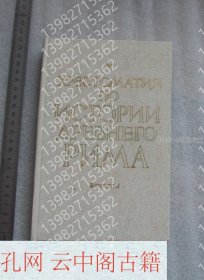 ХРЕСТОМАТИЯ
ПО
ИСТОРИИ
ДРЕВНЕГО
РИМА
13982715362
孔网 云中阁古籍